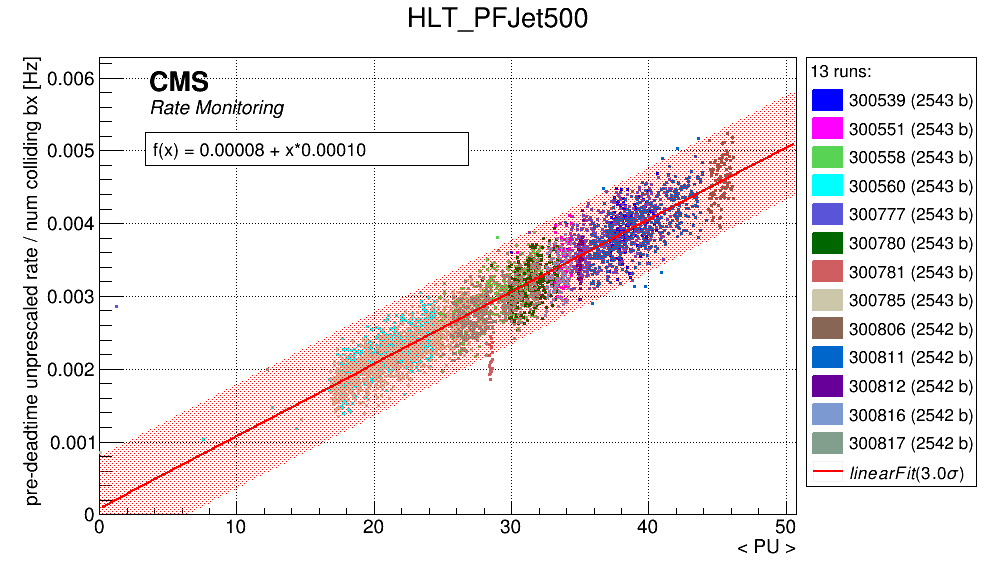 HLT_PFJet500
pre-deadtime unprescaled rate / num colliding bx [Hz]
0.006
0.005
0.004
0.003
0.002
0.001
0
CMS
Rate Monitoring
f(x) = 0.00008 + x*0.00010
0 10 20 30 40 50
< PU >
13 runs:
300539 (2543 b)
300551 (2543 b)
300558 (2543 b)
300560 (2543 b)
300777 (2543 b)
300780 (2543 b)
300781 (2543 b)
300785 (2543 b)
300806 (2542 b)
300811 (2542 b)
300812 (2542 b)
300816 (2542 b)
300817 (2542 b)
linearFit(3.0σ)